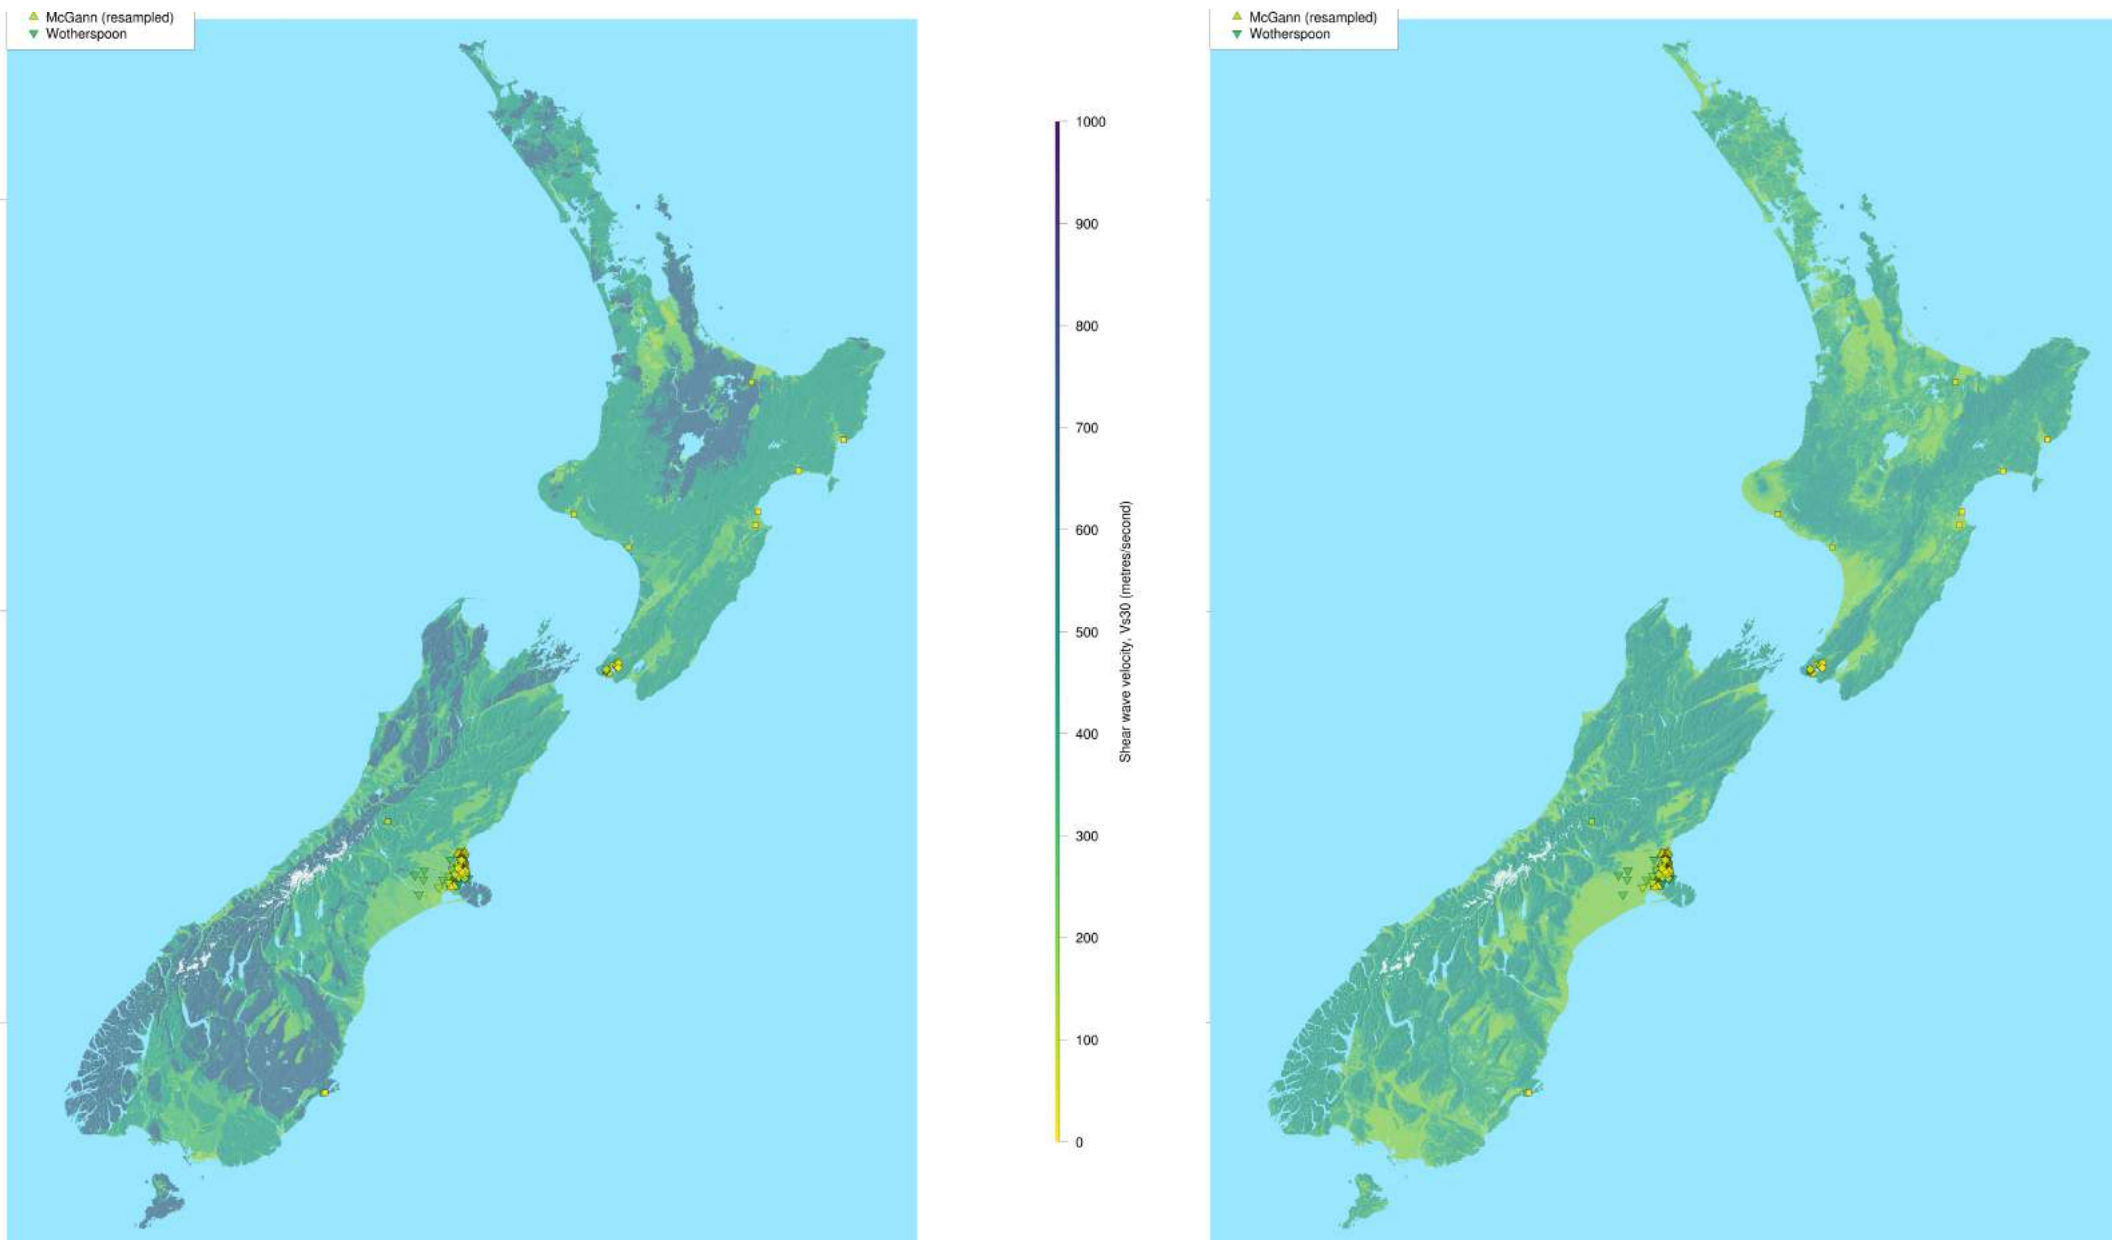 McGann (resampled)
Wotherspoon
1000
900
800
700
600
500
400
300
200
100
0
Shear wave velocity, Vs30 (metres/second)
McGann (resampled)
Wotherspoon